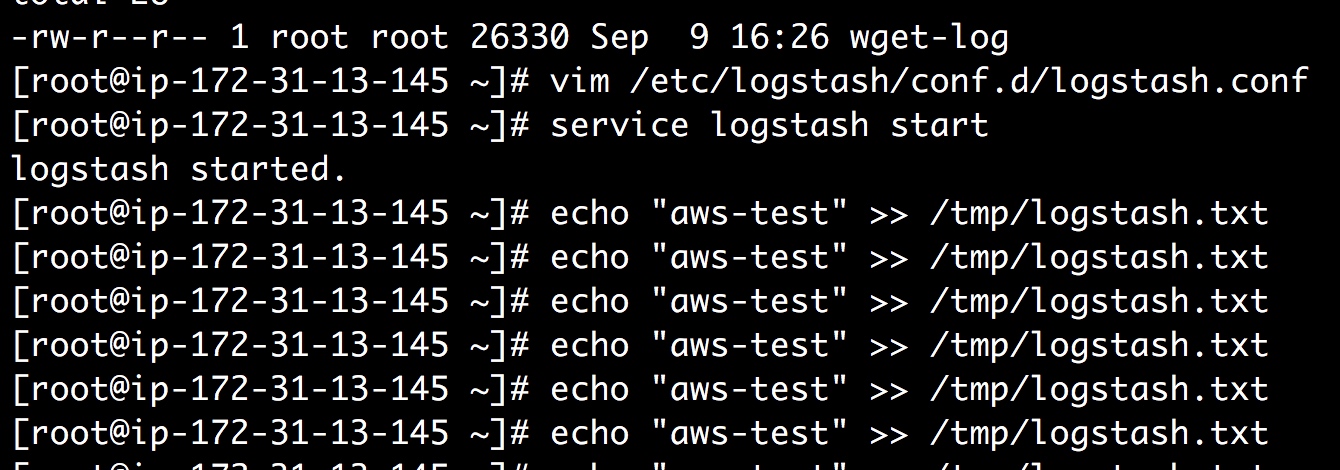 -rw-r--r-- 1 root root 26330 Sep  9 16:26 wget-log
[root@ip-172-31-13-145 ~]# vim /etc/logstash/conf.d/logstash.conf
[root@ip-172-31-13-145 ~]# service logstash start
logstash started.
[root@ip-172-31-13-145 ~]# echo "aws-test" >> /tmp/logstash.txt
[root@ip-172-31-13-145 ~]# echo "aws-test" >> /tmp/logstash.txt
[root@ip-172-31-13-145 ~]# echo "aws-test" >> /tmp/logstash.txt
[root@ip-172-31-13-145 ~]# echo "aws-test" >> /tmp/logstash.txt
[root@ip-172-31-13-145 ~]# echo "aws-test" >> /tmp/logstash.txt
[root@ip-172-31-13-145 ~]# echo "aws-test" >> /tmp/logstash.txt